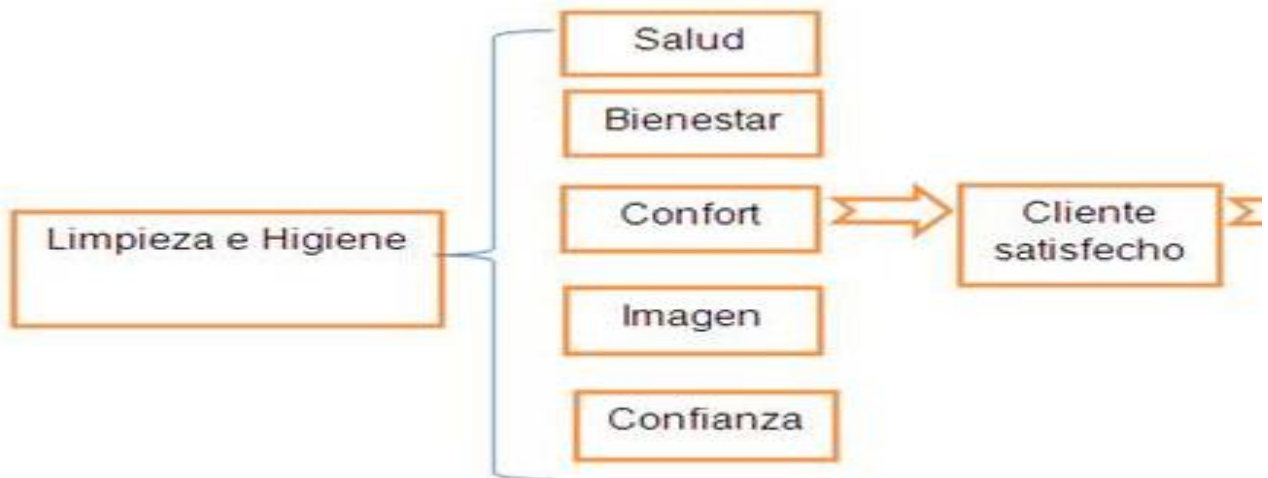 Limpieza e Higiene
Salud
Bienestar
Confort
Imagen
Confianza
Cliente
satisfecho